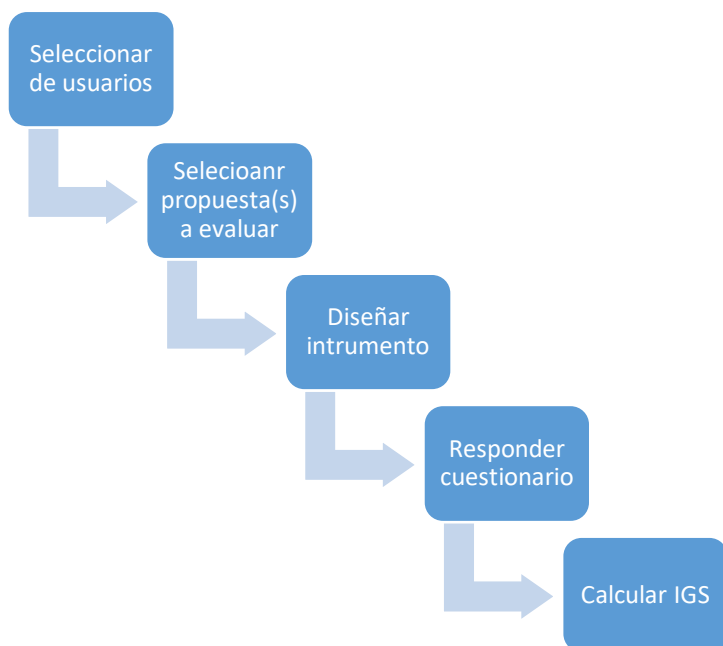 Seleccionar
de usuarios
Selecioanr
propuesta(s)
a evaluar
Diseñar
intrumento
Responder
cuestionario
Calcular IGS